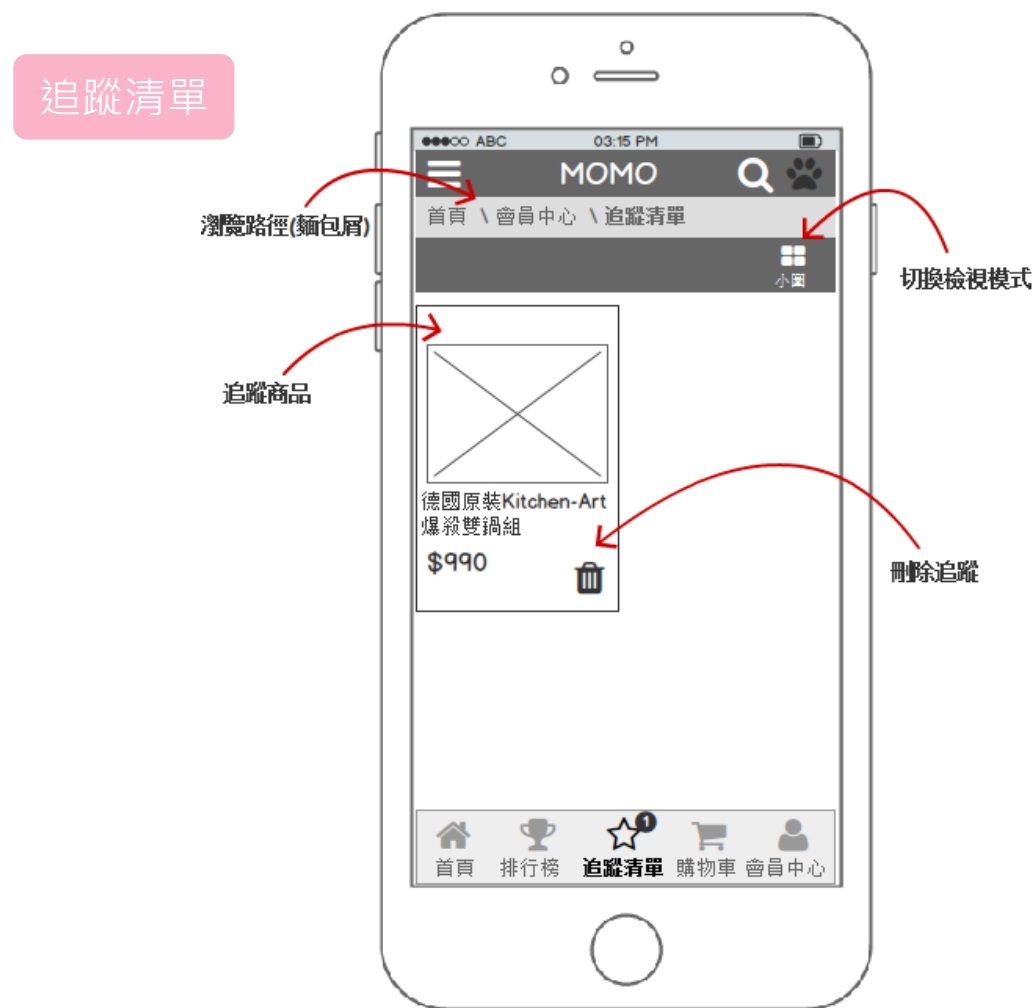 追蹤清單
ABC 03:15 PM
MOMO
瀏覽路徑(麵包屑)
首頁 \ 會員中心 \ 追蹤清單
小圖
切換檢視模式
追蹤商品
德國原裝Kitchen-Art
爆殺雙鍋組
$990
刪除追蹤
1
首頁 排行榜 追蹤清單 購物車 會員中心